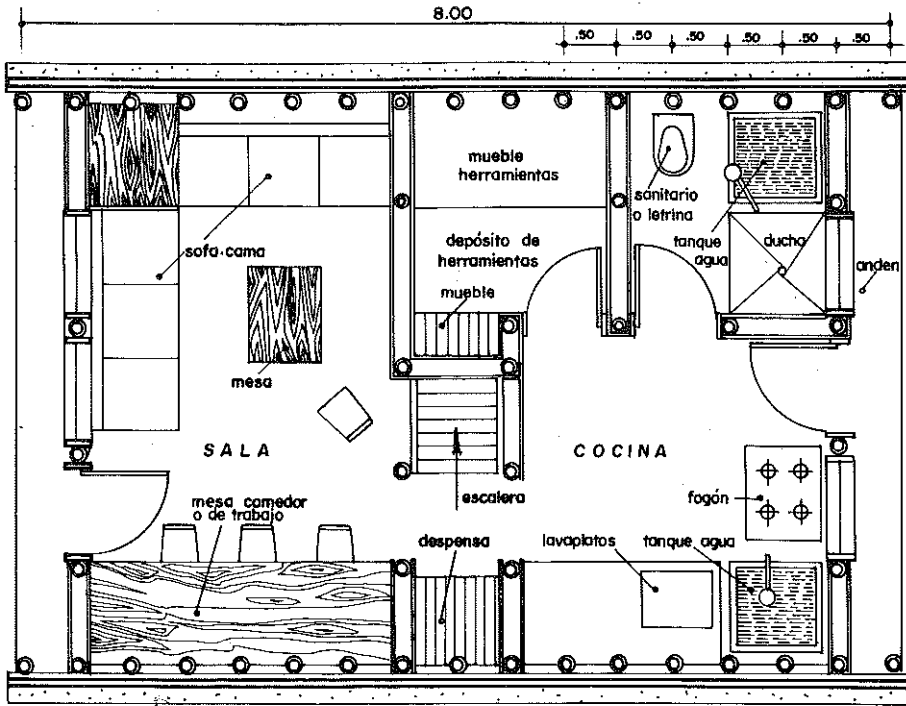 8.00
.50 .50 .50 .50 .50 .50
mueble
herramientas
sanitario
o letrina
tanque
agua
ducha
anden
sofa-cama
depósito de
herramientas
mueble
mesa
SALA
COCINA
escalera
fogón
mesa comedor
o de trabajo
despensa
lavaplatos
tanque agua